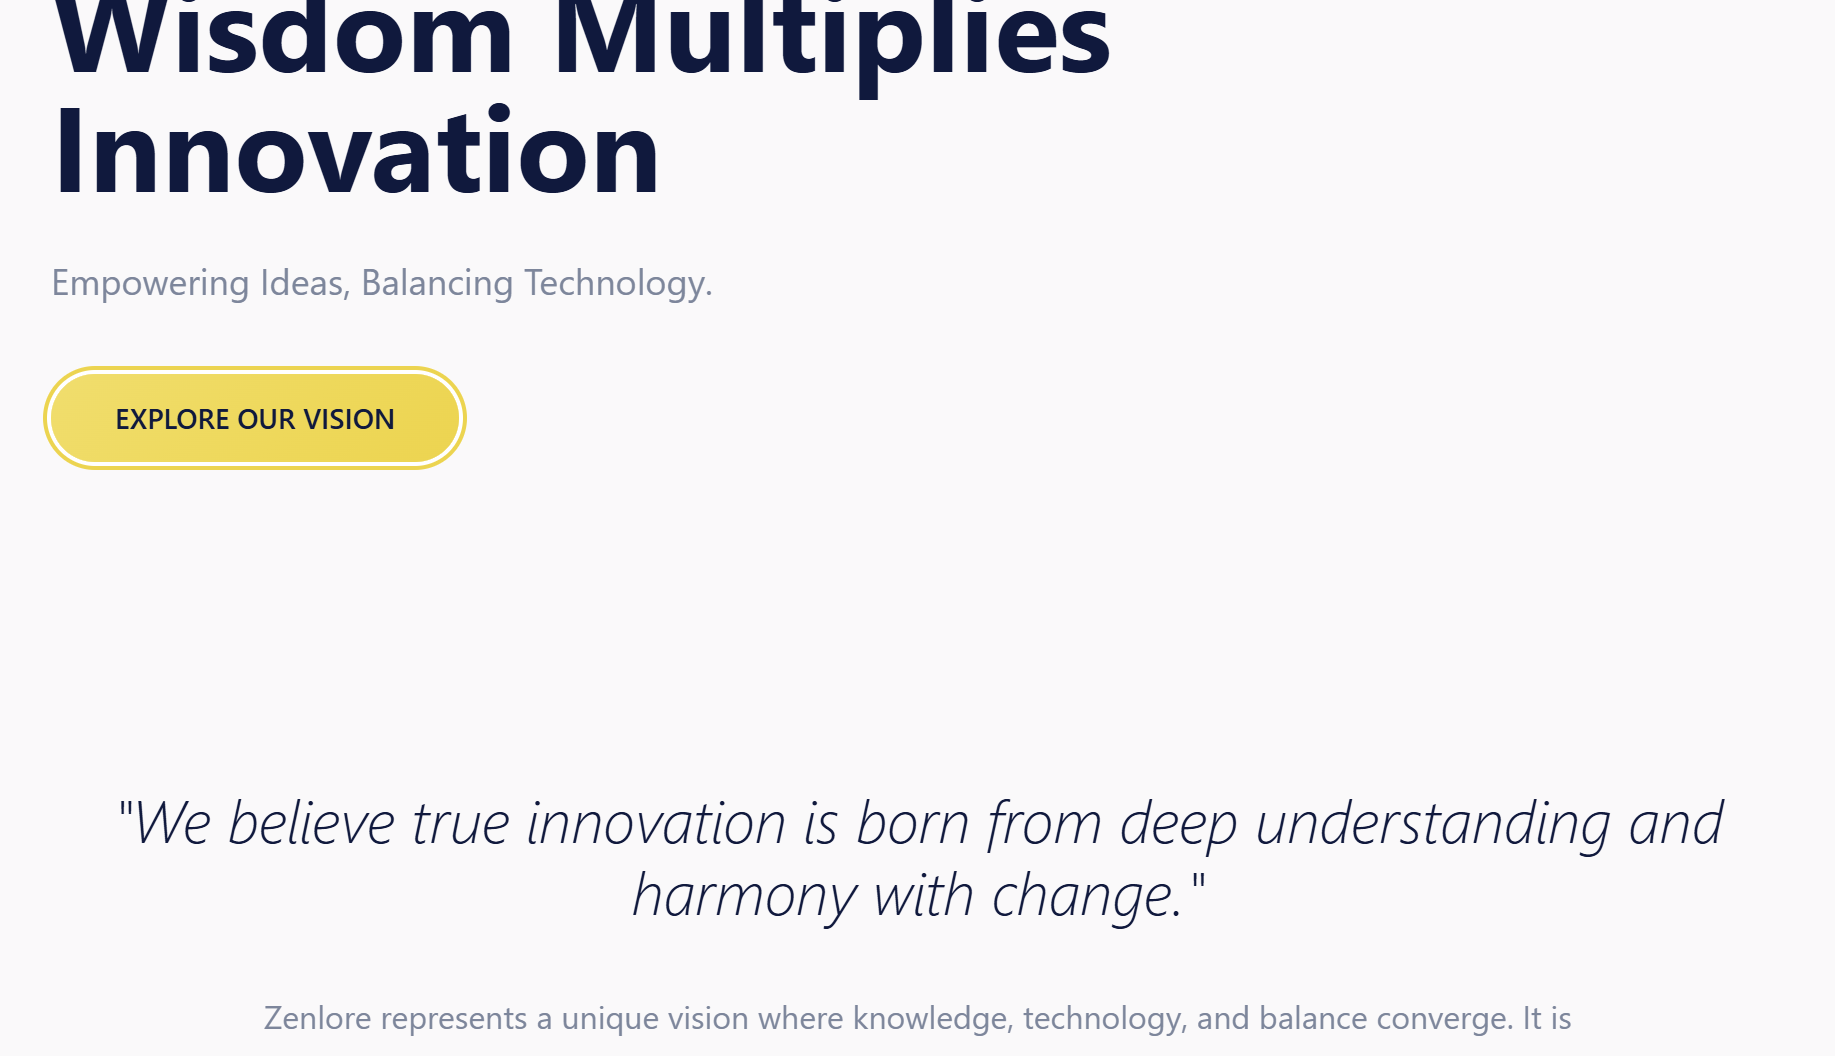 Wisdom Multiplies
Innovation
Empowering Ideas, Balancing Technology.
EXPLORE OUR VISION
"We believe true innovation is born from deep understanding and
harmony with change."
Zenlore represents a unique vision where knowledge, technology, and balance converge. It is